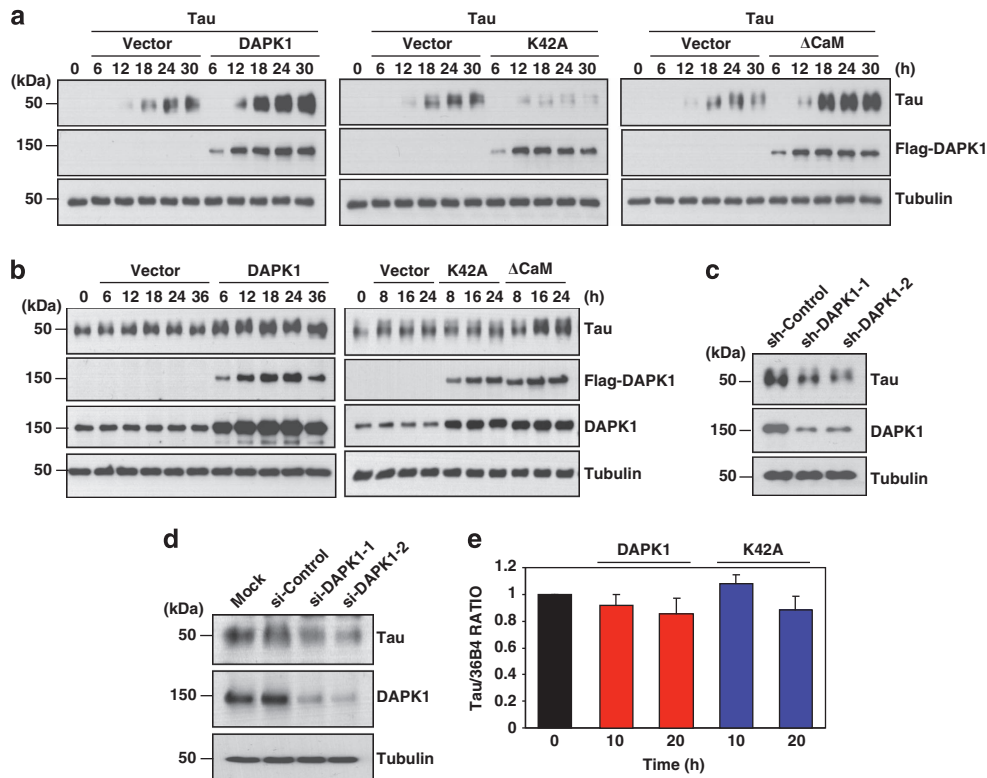 a
Tau Tau Tau
Vector DAPK1 Vector K42A Vector ΔCaM
0 6 12 18 24 30 6 12 18 24 30 0 6 12 18 24 30 6 12 18 24 30 0 6 12 18 24 30 6 12 18 24 30 (h)
(kDa)
50 Tau
150 Flag-DAPK1
50 Tubulin
b
Vector DAPK1 Vector K42A ΔCaM
0 6 12 18 24 36 6 12 18 24 36 0 8 16 24 8 16 24 8 16 24 (h)
(kDa)
50 Tau
150 Flag-DAPK1
150 DAPK1
50 Tubulin
c
sh-Control sh-DAPK1-1 sh-DAPK1-2
(kDa)
50 Tau
150 DAPK1
50 Tubulin
d
Mock si-Control si-DAPK1-1 si-DAPK1-2
(kDa)
50 Tau
150 DAPK1
50 Tubulin
e
DAPK1 K42A
Tau/36B4 RATIO
1.2
1
0.8
0.6
0.4
0.2
0
0 10 20 10 20
Time (h)